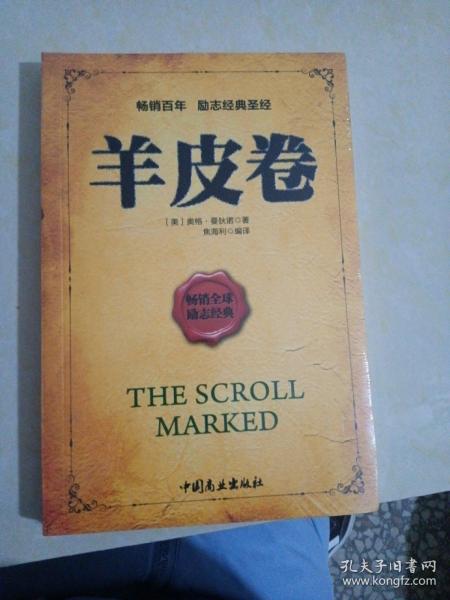 畅销百年 励志经典圣经
羊皮卷
[美]奥格·曼狄诺◎著
焦海利◎编译
畅销全球
励志经典
THE SCROLL
MARKED
中国商业出版社
孔夫子旧书网
www.kongfz.com